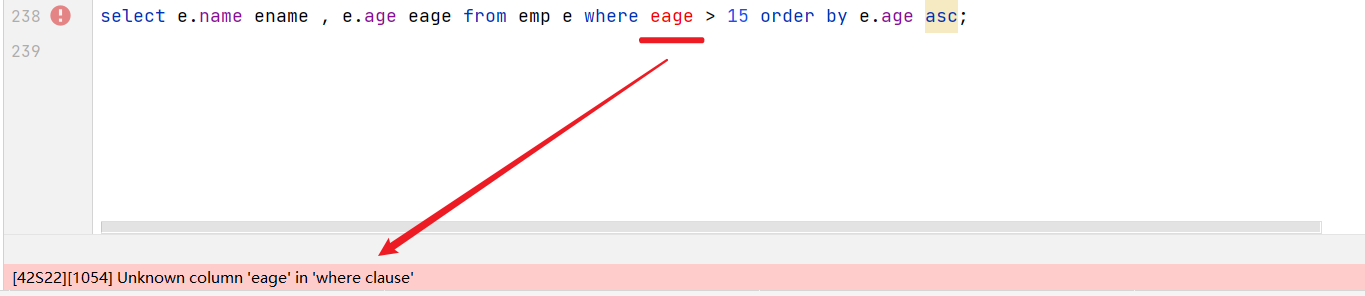 238 select e.name ename , e.age eage from emp e where eage > 15 order by e.age asc;
239
[42S22][1054] Unknown column 'eage' in 'where clause'